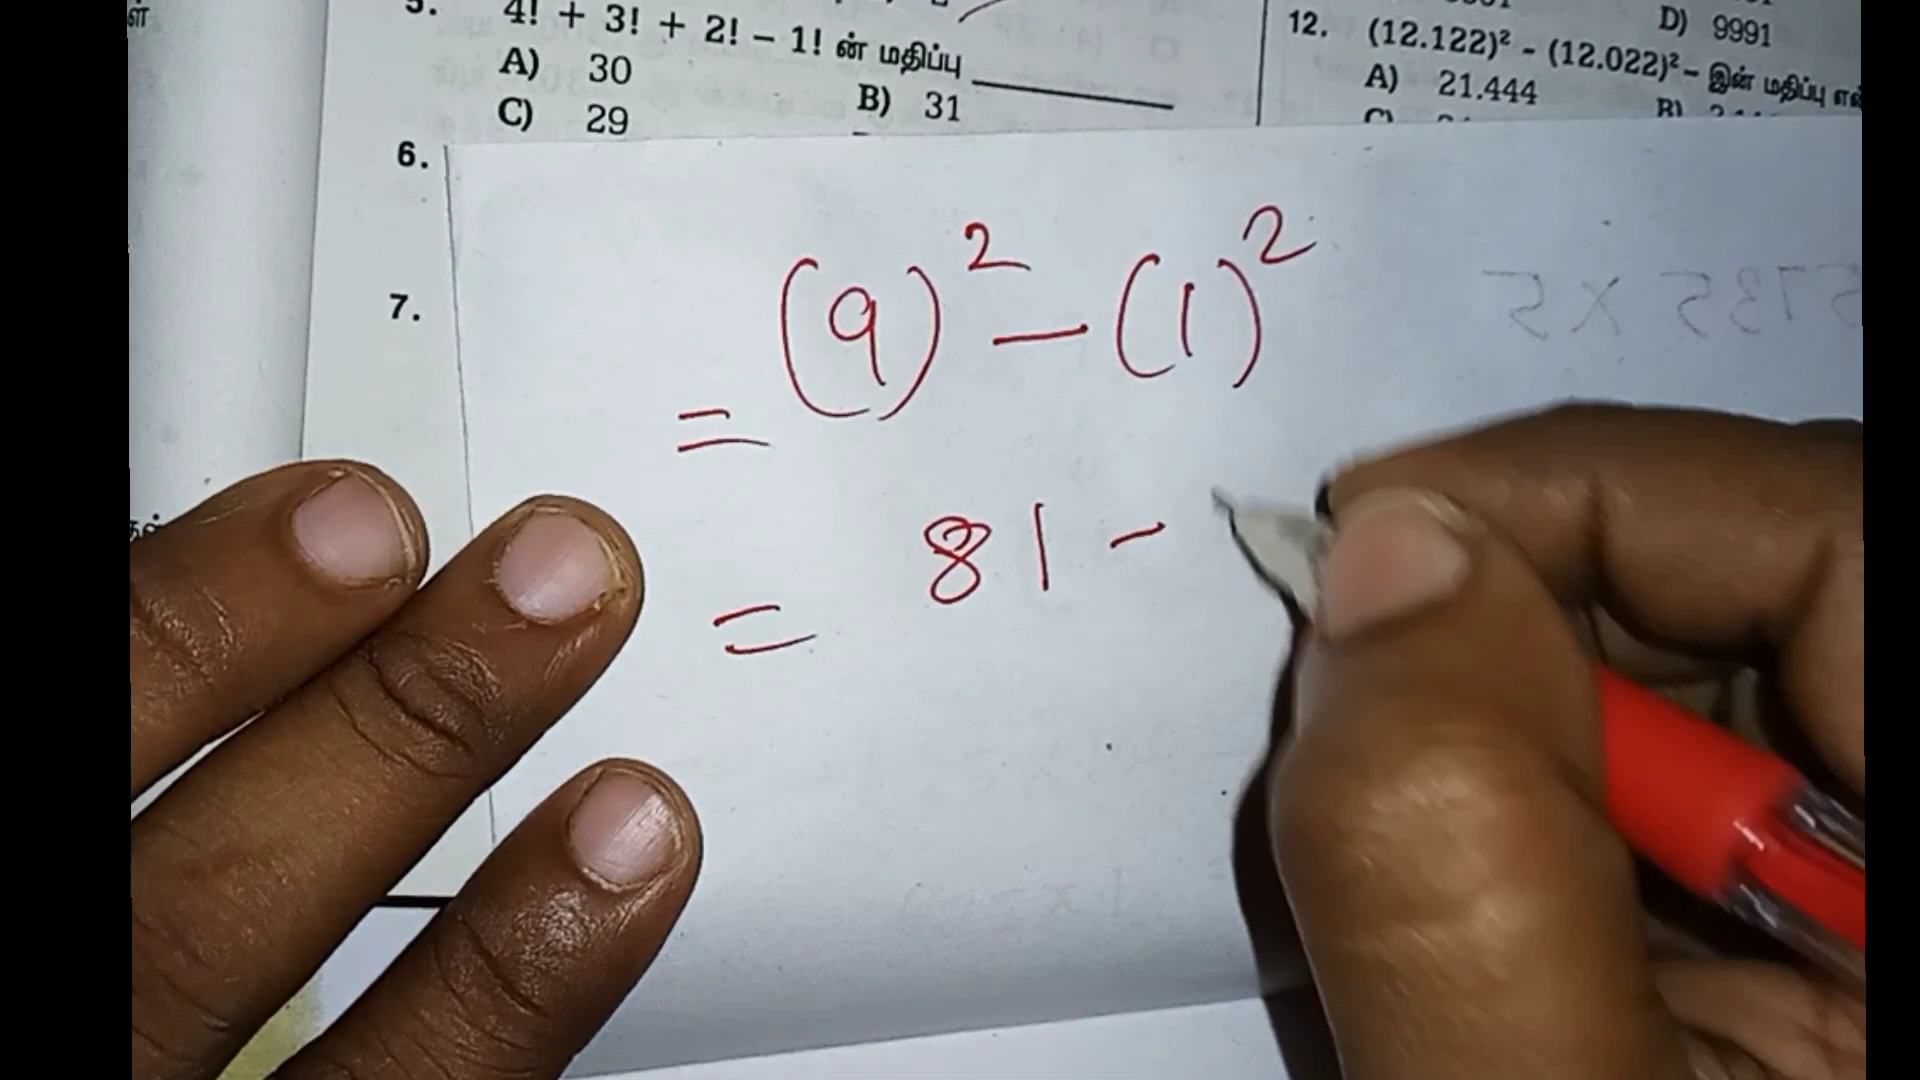 ள்
5. 4! + 3! + 2! – 1! ன் மதிப்பு
A) 30
B) 31
C) 29
6.
7.
D) 9991
12. (12.122)² - (12.022)² – இன் மதிப்பு
A) 21.444
B)
(9)² – (1)²
=
= 81 –